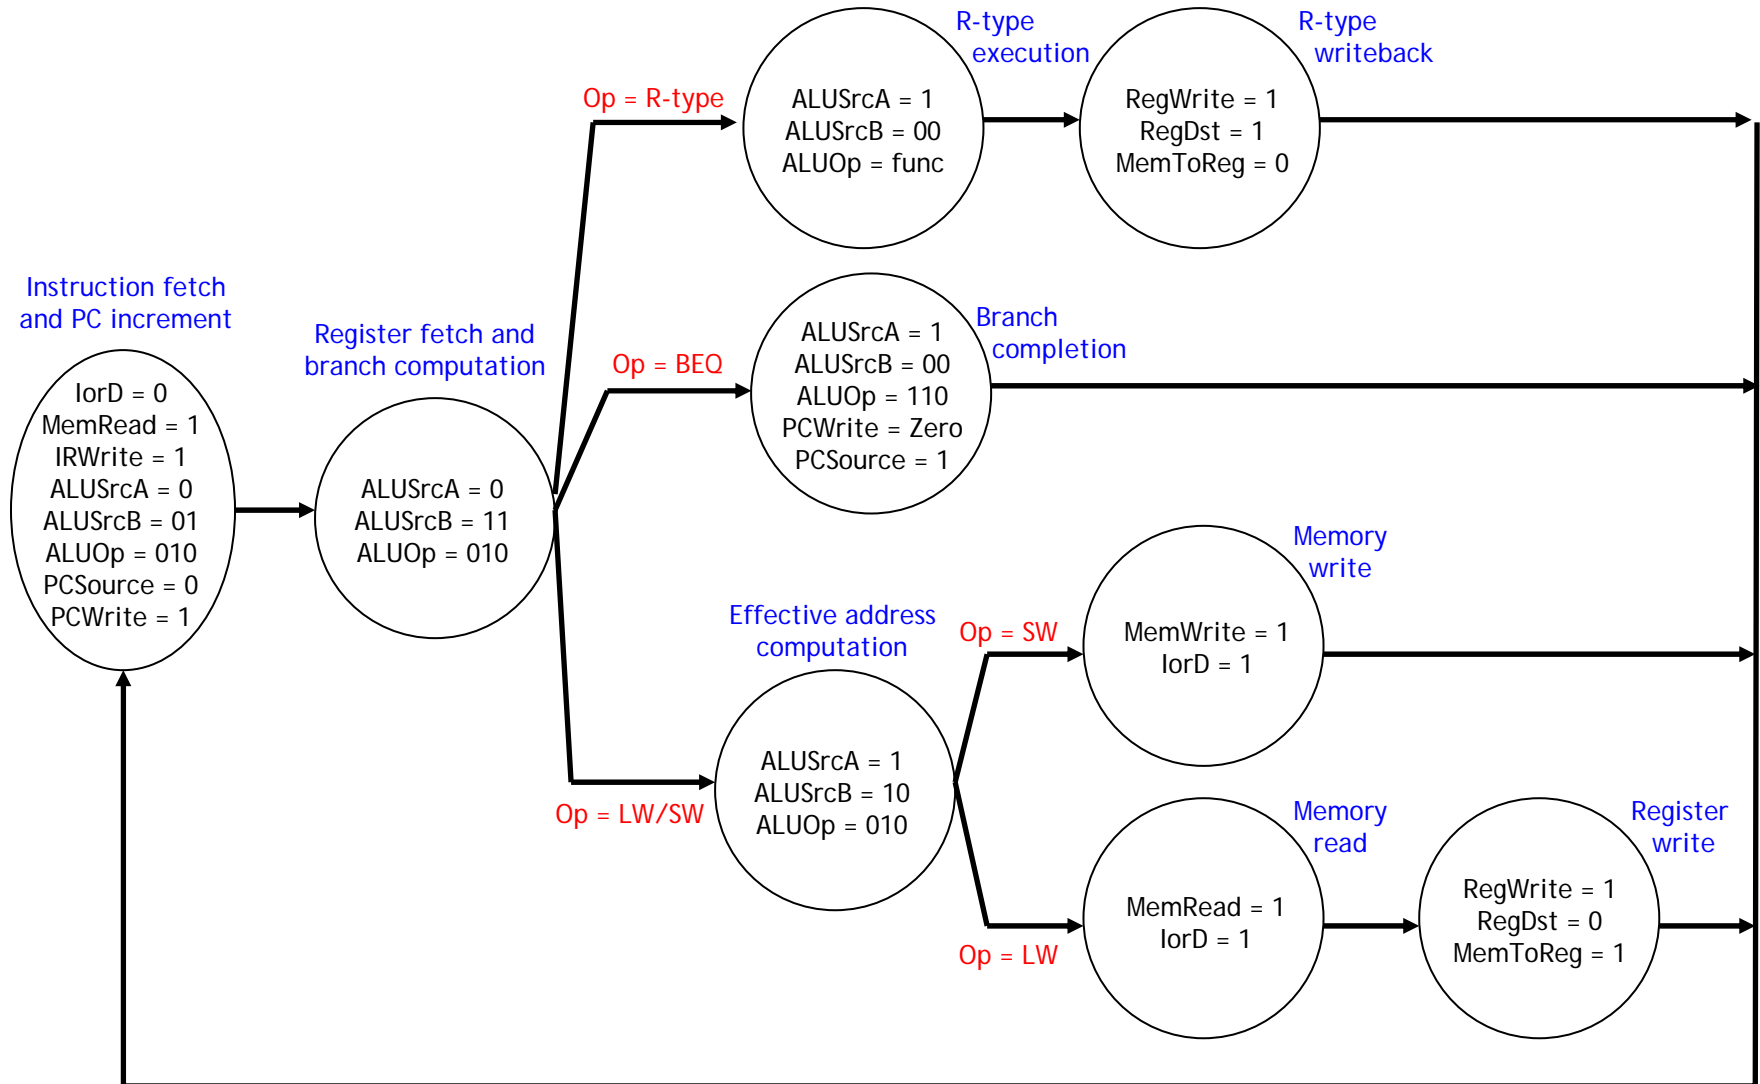 R-type
execution
R-type
writeback
Op = R-type
ALUSrcA = 1
ALUSrcB = 00
ALUOp = func
RegWrite = 1
RegDst = 1
MemToReg = 0
Instruction fetch
and PC increment
Register fetch and
branch computation
Op = BEQ
ALUSrcA = 1
ALUSrcB = 00
ALUOp = 110
PCWrite = Zero
PCSource = 1
Branch
completion
IorD = 0
MemRead = 1
IRWrite = 1
ALUSrcA = 0
ALUSrcB = 01
ALUOp = 010
PCSource = 0
PCWrite = 1
ALUSrcA = 0
ALUSrcB = 11
ALUOp = 010
Effective address
computation
Op = SW
MemWrite = 1
IorD = 1
Memory
write
Op = LW/SW
ALUSrcA = 1
ALUSrcB = 10
ALUOp = 010
Op = LW
MemRead = 1
IorD = 1
Memory
read
RegWrite = 1
RegDst = 0
MemToReg = 1
Register
write